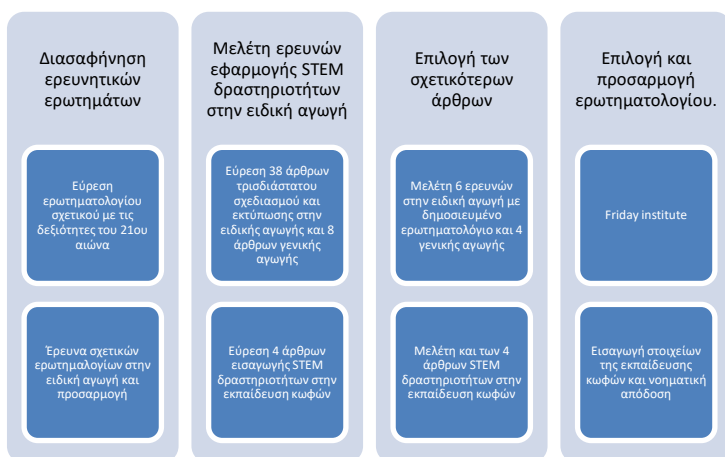 Διασαφήνηση
ερευνητικών
ερωτημάτων
Εύρεση
ερωτηματολογίου
σχετικού με τις
δεξιότητες του 21ου
αιώνα
Έρευνα σχετικών
ερωτημαλογίων στην
ειδική αγωγή και
προσαρμογή
Μελέτη ερευνών
εφαρμογής STEM
δραστηριοτήτων
στην ειδική αγωγή
Εύρεση 38 άρθρων
τρισδιάστατου
σχεδιασμού και
εκτύπωσης στην
ειδικής αγωγής και 8
άρθρων γενικής
αγωγής
Εύρεση 4 άρθρων
εισαγωγής STEM
δραστηριοτήτων στην
εκπαίδευση κωφών
Επιλογή των
σχετικότερων
άρθρων
Μελέτη 6 ερευνών
στην ειδική αγωγή με
δημοσιευμένο
ερωτηματολόγιο και 4
γενικής αγωγής
Μελέτη και των 4
άρθρων STEM
δραστηριοτήτων στην
εκπαίδευση κωφών
Επιλογή και
προσαρμογή
ερωτηματολογίου.
Friday institute
Εισαγωγή στοιχείων
της εκπαίδευσης
κωφών και νοηματική
απόδοση